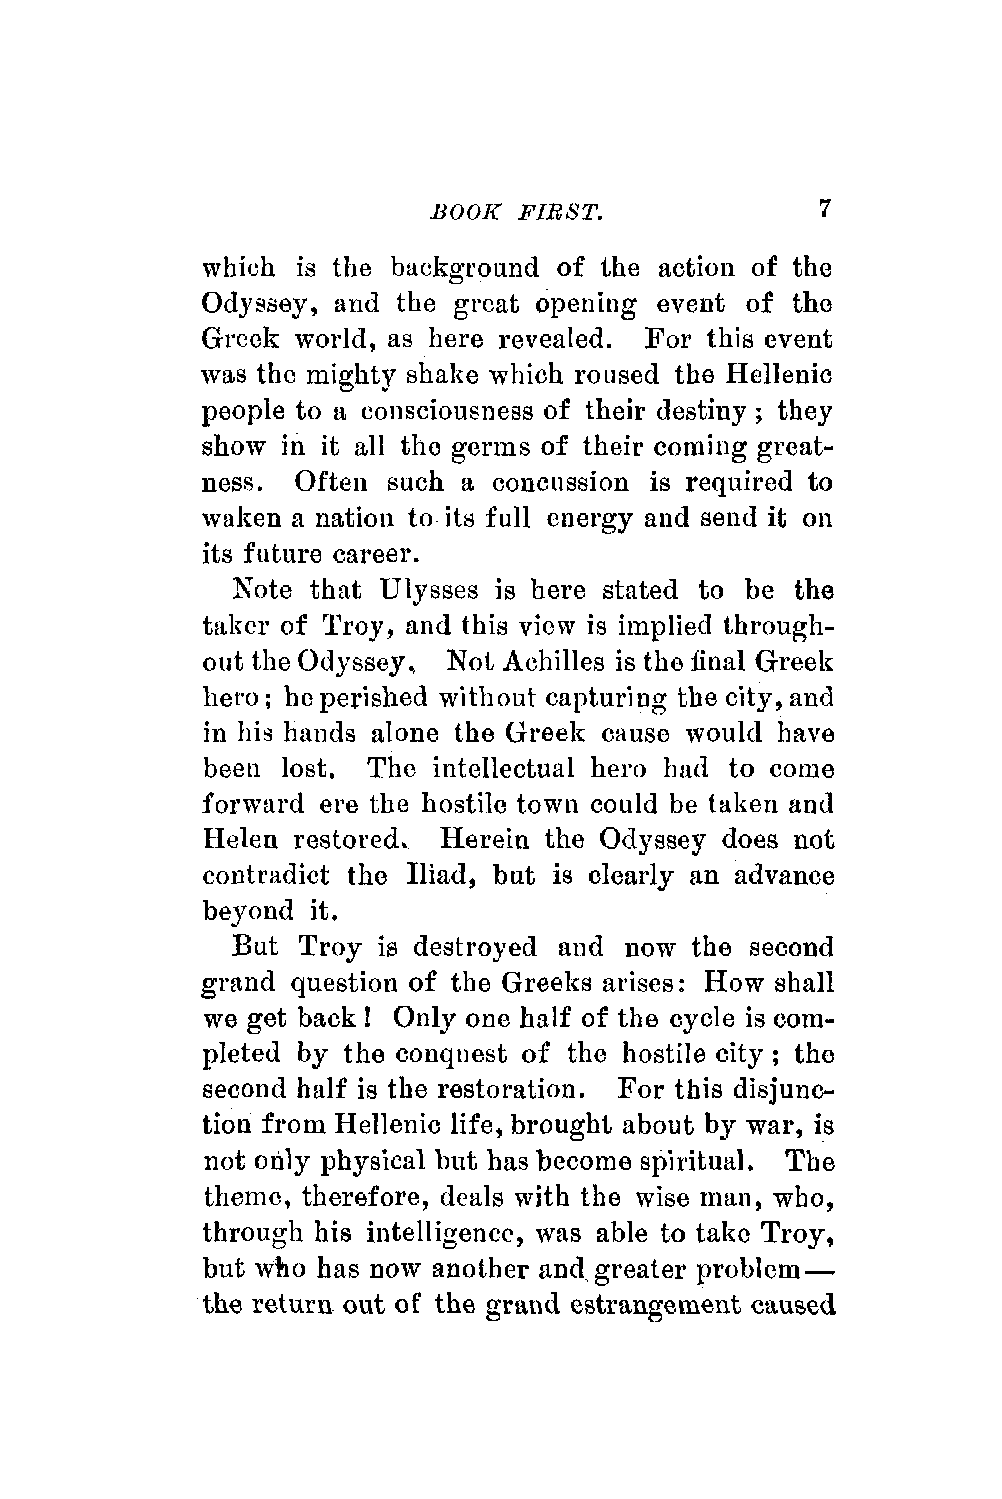 BOOK FIRST. 7
which is the background of the action of the
Odyssey, and the great opening event of the
Greek world, as here revealed. For this event
was the mighty shake which roused the Hellenic
people to a consciousness of their destiny; they
show in it all the germs of their coming great-
ness. Often such a concussion is required to
waken a nation to its full energy and send it on
its future career.
Note that Ulysses is here stated to be the
taker of Troy, and this view is implied through-
out the Odyssey. Not Achilles is the final Greek
hero; he perished without capturing the city, and
in his hands alone the Greek cause would have
been lost. The intellectual hero had to come
forward ere the hostile town could be taken and
Helen restored. Herein the Odyssey does not
contradict the Iliad, but is clearly an advance
beyond it.
But Troy is destroyed and now the second
grand question of the Greeks arises: How shall
we get back! Only one half of the cycle is com-
pleted by the conquest of the hostile city; the
second half is the restoration. For this disjunc-
tion from Hellenic life, brought about by war, is
not only physical but has become spiritual. The
theme, therefore, deals with the wise man, who,
through his intelligence, was able to take Troy,
but who has now another and greater problem—
the return out of the grand estrangement caused